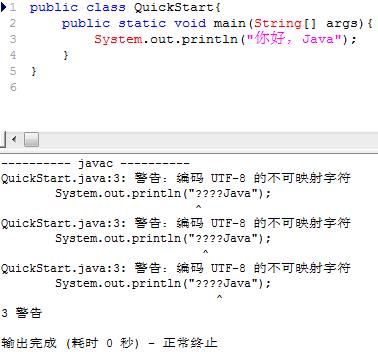 1 public class QuickStart{
2     public static void main(String[] args){
3         System.out.println("你好，Java");
4     }
5 }
6
---------- javac ----------
QuickStart.java:3: 警告：编码 UTF-8 的不可映射字符
        System.out.println("????Java");
                            ^
QuickStart.java:3: 警告：编码 UTF-8 的不可映射字符
        System.out.println("????Java");
                             ^
QuickStart.java:3: 警告：编码 UTF-8 的不可映射字符
        System.out.println("????Java");
                               ^
3 警告
输出完成 (耗时 0 秒) - 正常终止